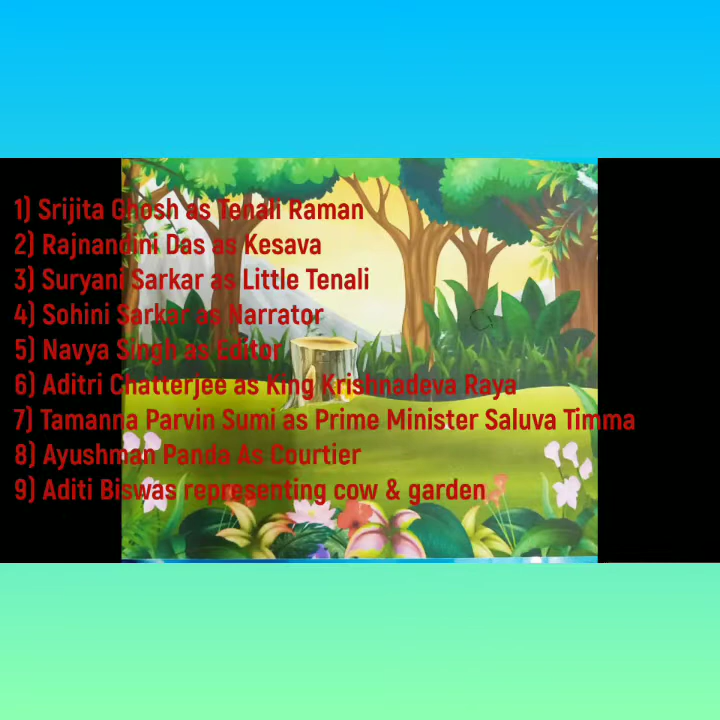 1) Srijita Ghosh as Tenali Raman
2) Rajnandini Das as Kesava
3) Suryani Sarkar as Little Tenali
4) Sohini Sarkar as Narrator
5) Navya Singh as Editor
6) Aditri Chatterjee as King Krishnadeva Raya
7) Tamanna Parvin Sumi as Prime Minister Saluva Timma
8) Ayushman Panda As Courtier
9) Aditi Biswas representing cow & garden